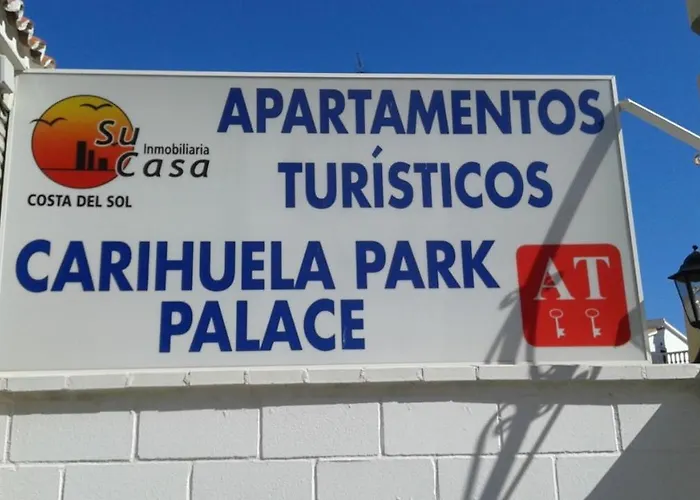 Su
Inmobiliaria
Casa
COSTA DEL SOL
APARTAMENTOS
TURÍSTICOS
CARIHUELA PARK
PALACE
AT